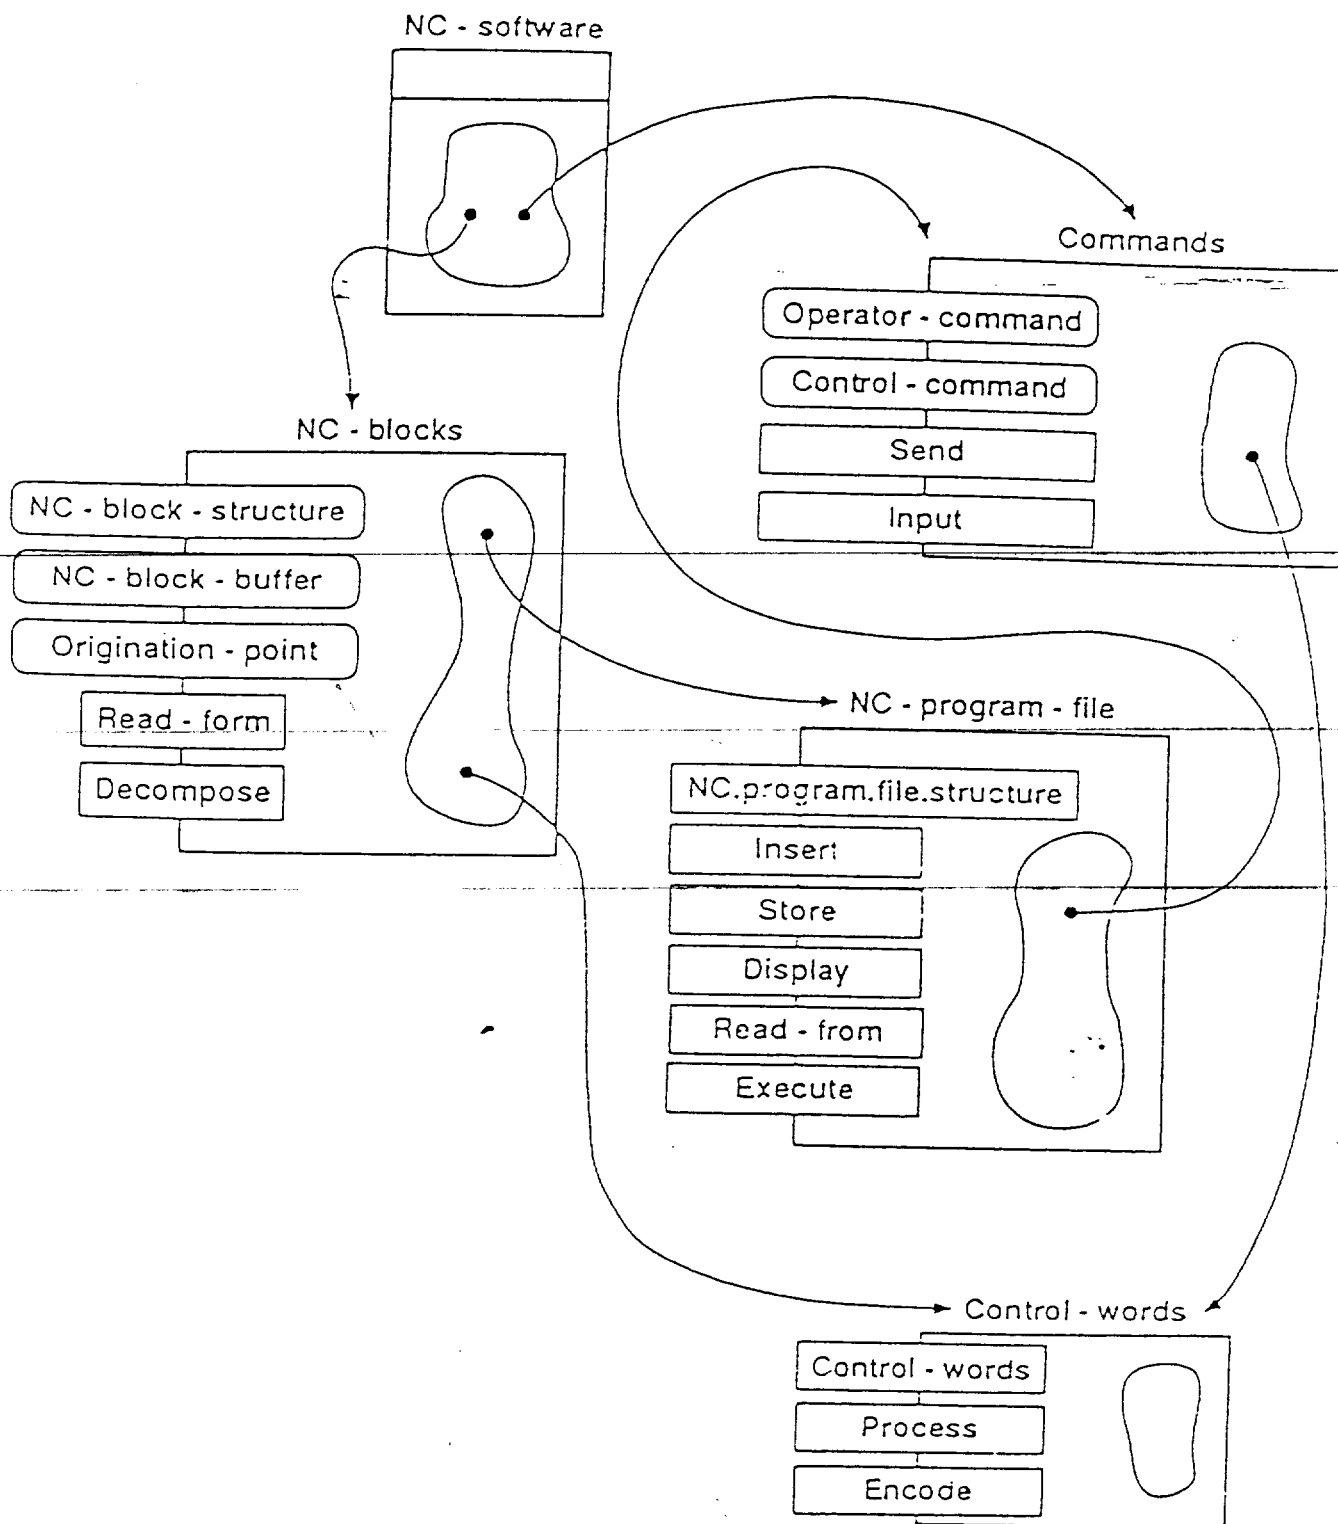 NC - software
Commands
Operator - command
Control - command
Send
Input
NC - blocks
NC - block - structure
NC - block - buffer
Origination - point
Read - form
Decompose
NC - program - file
NC.program.file.structure
Insert
Store
Display
Read - from
Execute
Control - words
Control - words
Process
Encode